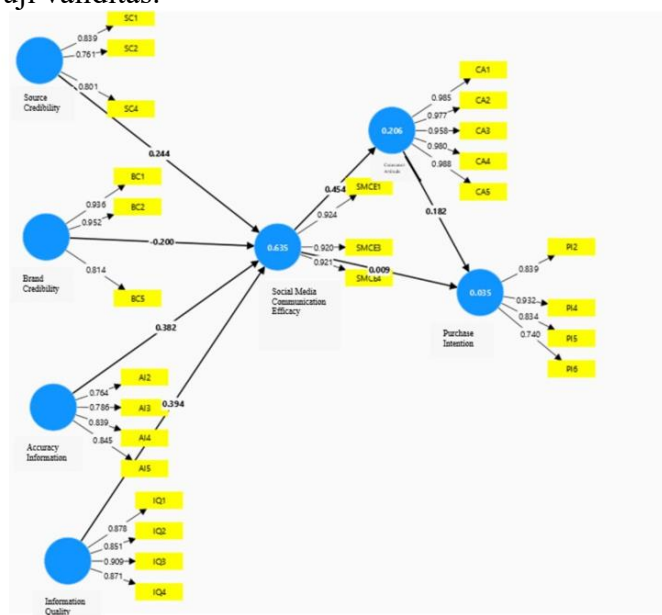 uji validitas.
SC1
0.839
SC2
0.761
0.801
SC4
Source
Credibility
0.244
BC1
0.936
BC2
0.952
-0.200
Brand
Credibility
0.814
BC5
0.382
AI2
0.764
AI3
0.786
0.394
0.839
AI4
0.845
AI5
Accuracy
Information
IQ1
0.878
IQ2
0.851
0.909
IQ3
0.871
IQ4
Information
Quality
0.635
Social Media
Communication
Efficacy
0.454
SMCE1
0.924
0.920
SMCE3
0.921
0.009
0.206
CA1
0.985
CA2
0.977
0.958
CA3
0.980
CA4
0.988
CA5
0.182
0.035
Purchase
Intention
PI2
0.839
0.932
PI4
0.834
PI5
0.740
PI6